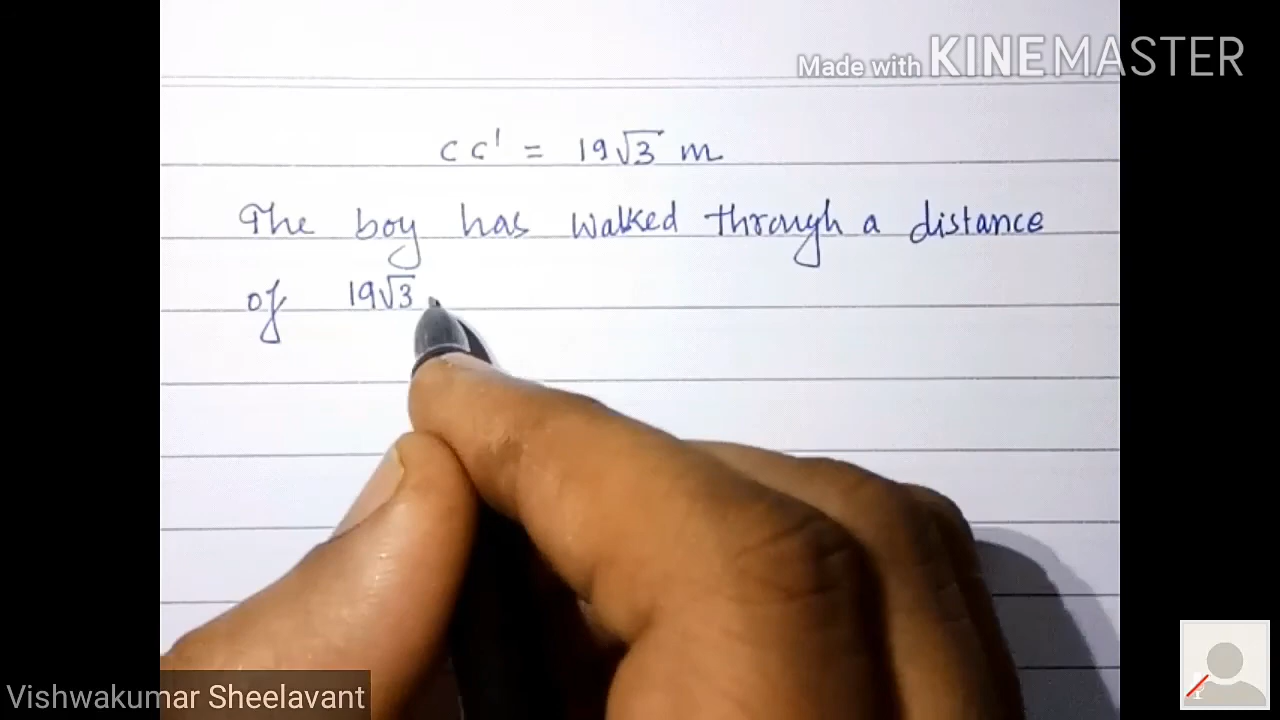 Made with KINEMASTER
CC' = 19√3 m
The boy has walked through a distance
of 19√3
Vishwakumar Sheelavant